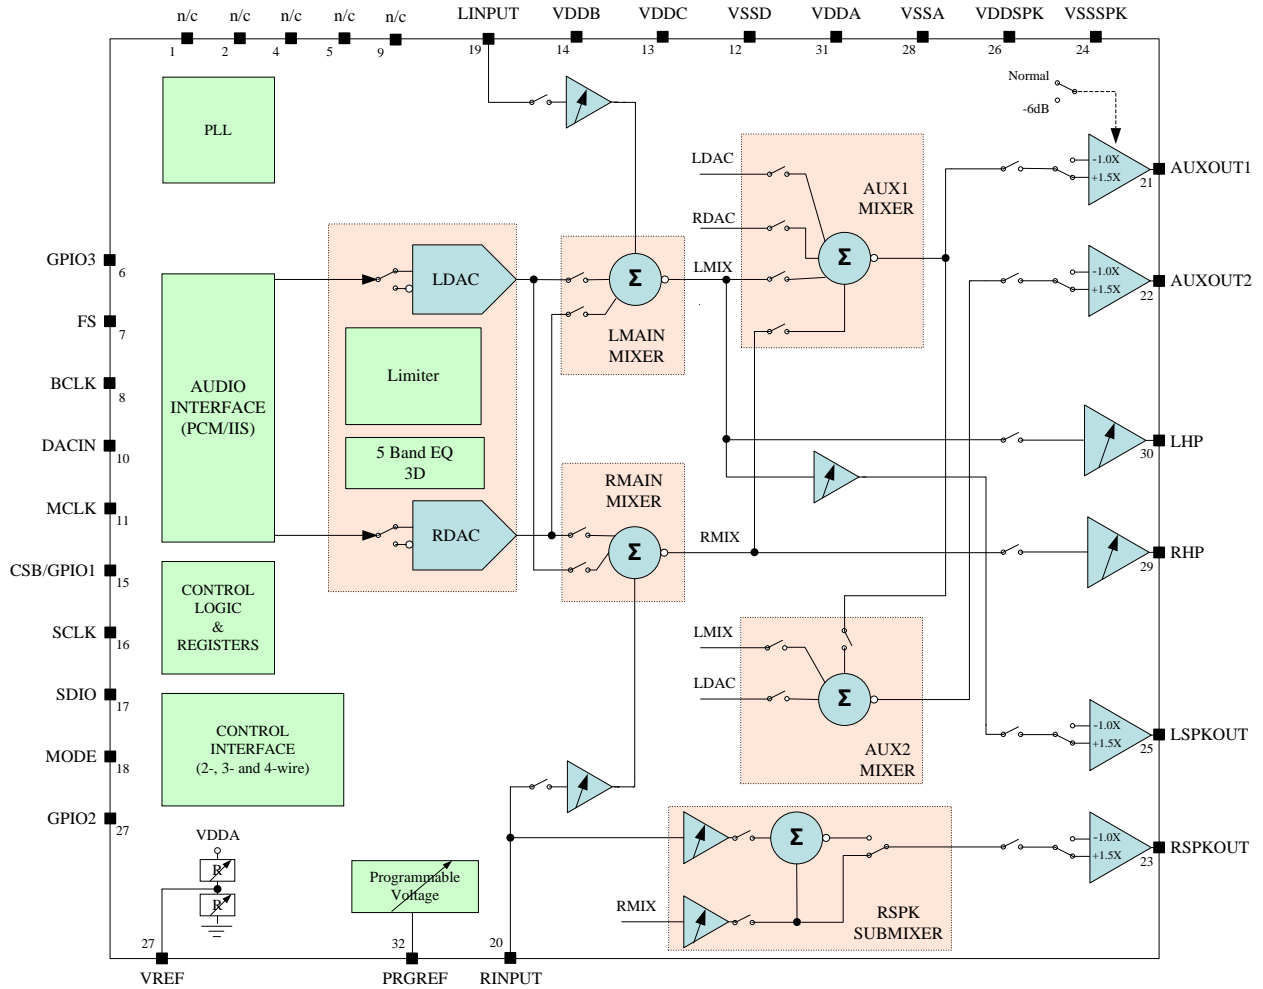 n/c n/c n/c n/c n/c LINPUT VDDB VDDC VSSD VDDA VSSA VDDSPK VSSSPK
1 2 4 5 9 19 14 13 12 31 28 26 24
Normal
-6dB
PLL
LDAC
RDAC
LMIX
AUX1
MIXER
-1.0X
+1.5X
21
AUXOUT1
-1.0X
+1.5X
22
AUXOUT2
GPIO3
6
FS
7
BCLK
8
DACIN
10
MCLK
11
CSB/GPIO1
15
SCLK
16
SDIO
17
MODE
18
GPIO2
27
AUDIO
INTERFACE
(PCM/IIS)
LDAC
Limiter
5 Band EQ
3D
RDAC
Σ
LMAIN
MIXER
Σ
RMAIN
MIXER
Σ
RMIX
Σ
LHP
30
RHP
29
CONTROL
LOGIC
&
REGISTERS
CONTROL
INTERFACE
(2-, 3- and 4-wire)
LMIX
LDAC
Σ
AUX2
MIXER
-1.0X
+1.5X
25
LSPKOUT
Σ
RMIX
RSPK
SUBMIXER
-1.0X
+1.5X
23
RSPKOUT
VDDA
R
R
Programmable
Voltage
27 32 20
VREF PRGREF RINPUT